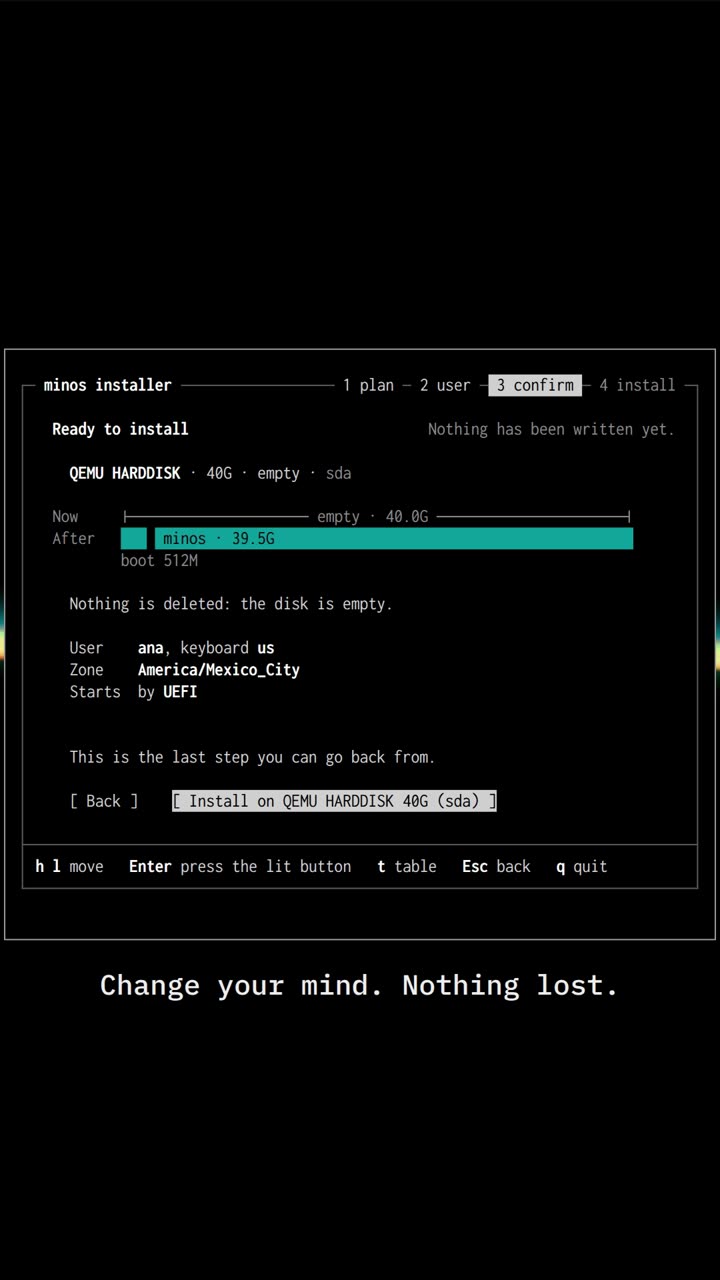 minos installer 1 plan — 2 user — 3 confirm — 4 install
Ready to install Nothing has been written yet.
QEMU HARDDISK · 40G · empty · sda
Now empty · 40.0G
After minos · 39.5G
boot 512M
Nothing is deleted: the disk is empty.
User ana, keyboard us
Zone America/Mexico_City
Starts by UEFI
This is the last step you can go back from.
[ Back ] [ Install on QEMU HARDDISK 40G (sda) ]
h l move Enter press the lit button t table Esc back q quit
Change your mind. Nothing lost.